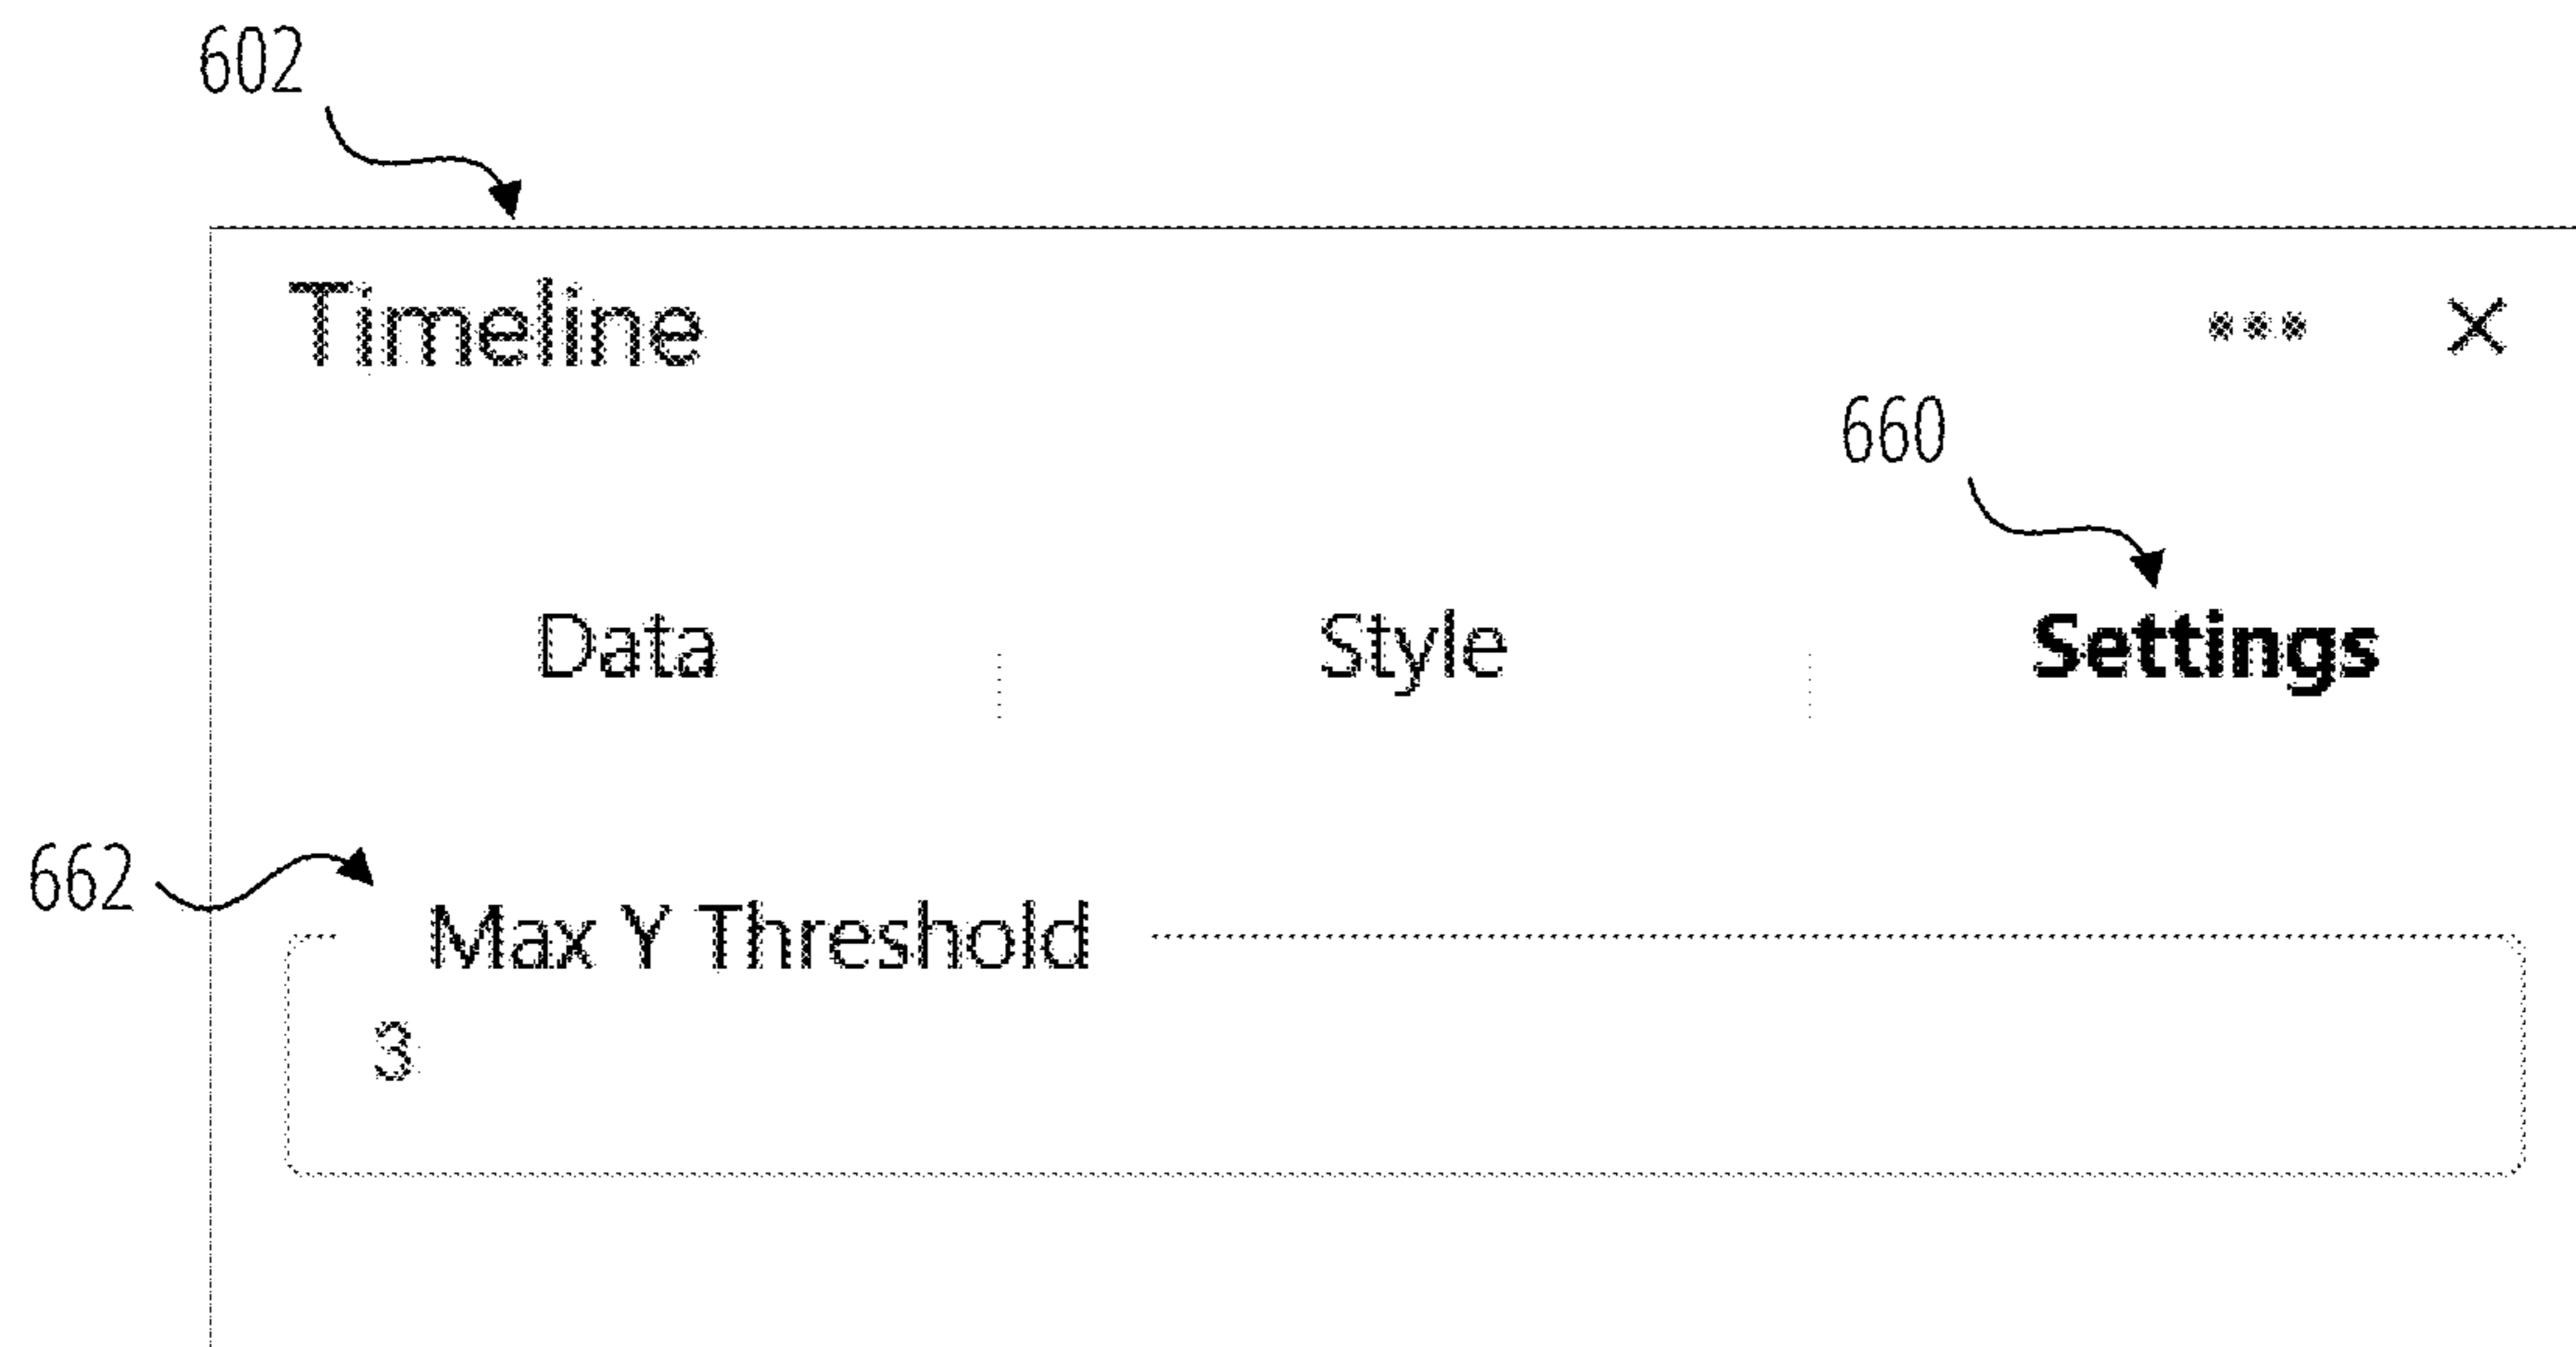 602
Timeline ••• ×
660
Data Style Settings
662
Max Y Threshold
3